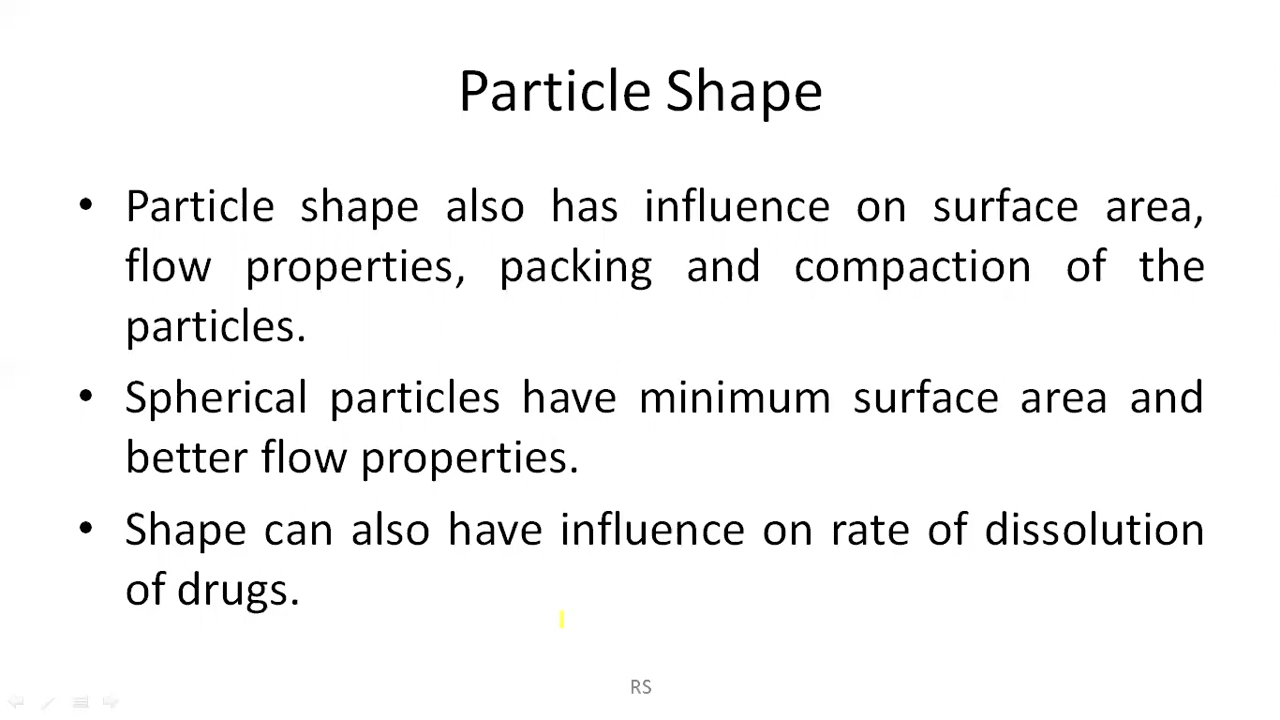 Particle Shape
• Particle shape also has influence on surface area,
flow properties, packing and compaction of the
particles.
• Spherical particles have minimum surface area and
better flow properties.
• Shape can also have influence on rate of dissolution
of drugs.
RS